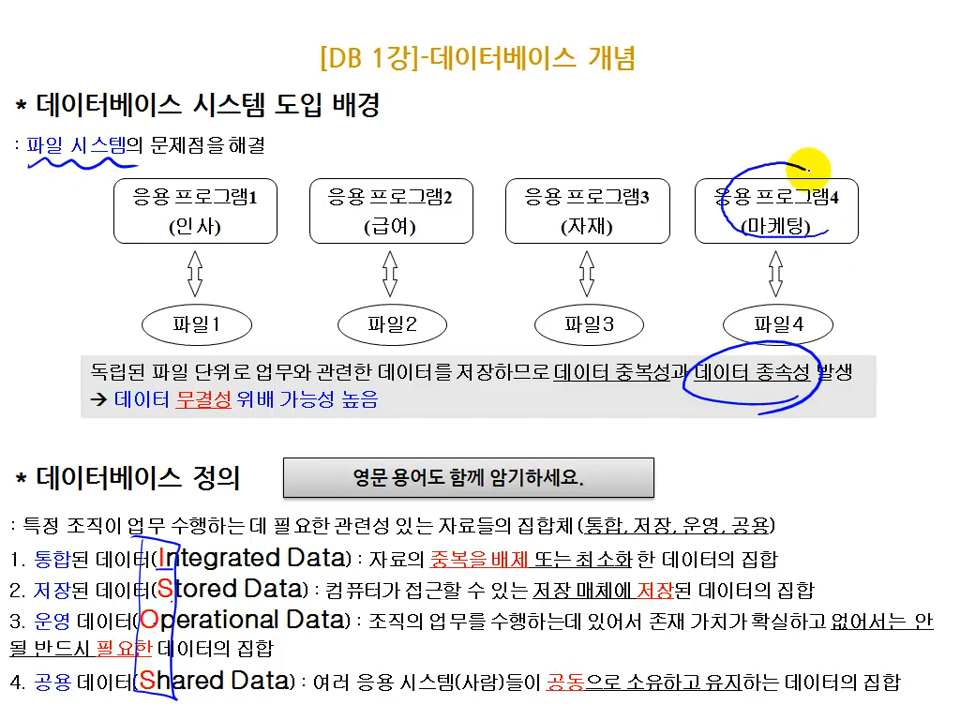 [DB 1강]-데이터베이스 개념
* 데이터베이스 시스템 도입 배경
: 파일 시스템의 문제점을 해결
응용 프로그램1 응용 프로그램2 응용 프로그램3 응용 프로그램4
(인사) (급여) (자재) (마케팅)
파일1 파일2 파일3 파일4
독립된 파일 단위로 업무와 관련한 데이터를 저장하므로 데이터 중복성과 데이터 종속성 발생
→ 데이터 무결성 위배 가능성 높음
* 데이터베이스 정의
영문 용어도 함께 암기하세요.
: 특정 조직이 업무 수행하는 데 필요한 관련성 있는 자료들의 집합체 (통합, 저장, 운영, 공용)
1. 통합된 데이터(Integrated Data) : 자료의 중복을 배제 또는 최소화 한 데이터의 집합
2. 저장된 데이터(Stored Data) : 컴퓨터가 접근할 수 있는 저장 매체에 저장된 데이터의 집합
3. 운영 데이터(Operational Data) : 조직의 업무를 수행하는데 있어서 존재 가치가 확실하고 없어서는 안
될 반드시 필요한 데이터의 집합
4. 공용 데이터(Shared Data) : 여러 응용 시스템(사람)들이 공동으로 소유하고 유지하는 데이터의 집합